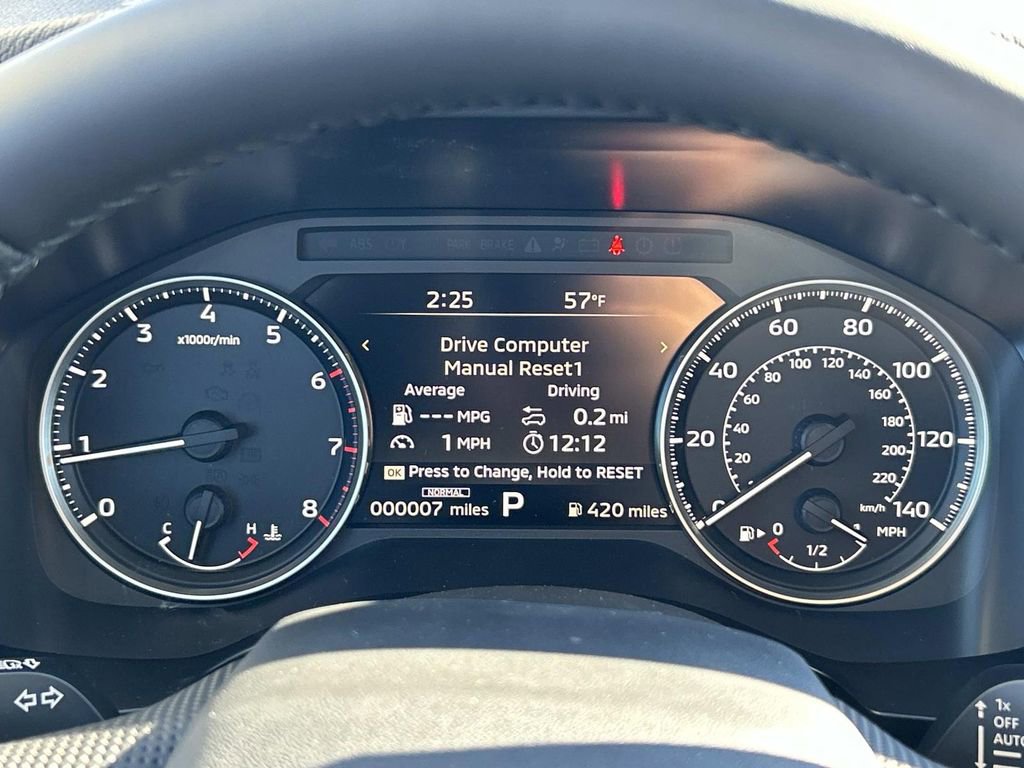 ABS PARK BRAKE
2:25 57°F
Drive Computer
Manual Reset1
Average Driving
--- MPG 0.2 mi
1 MPH 12:12
OK Press to Change, Hold to RESET
NORMAL
000007 miles P 420 miles
x1000r/min
0 1 2 3 4 5 6 7 8
C H
0 20 40 60 80 100 120 140
20 40 60 80 100 120 140 160 180 200 220
km/h
MPH
0 1/2 1
1x
OFF
AUTO